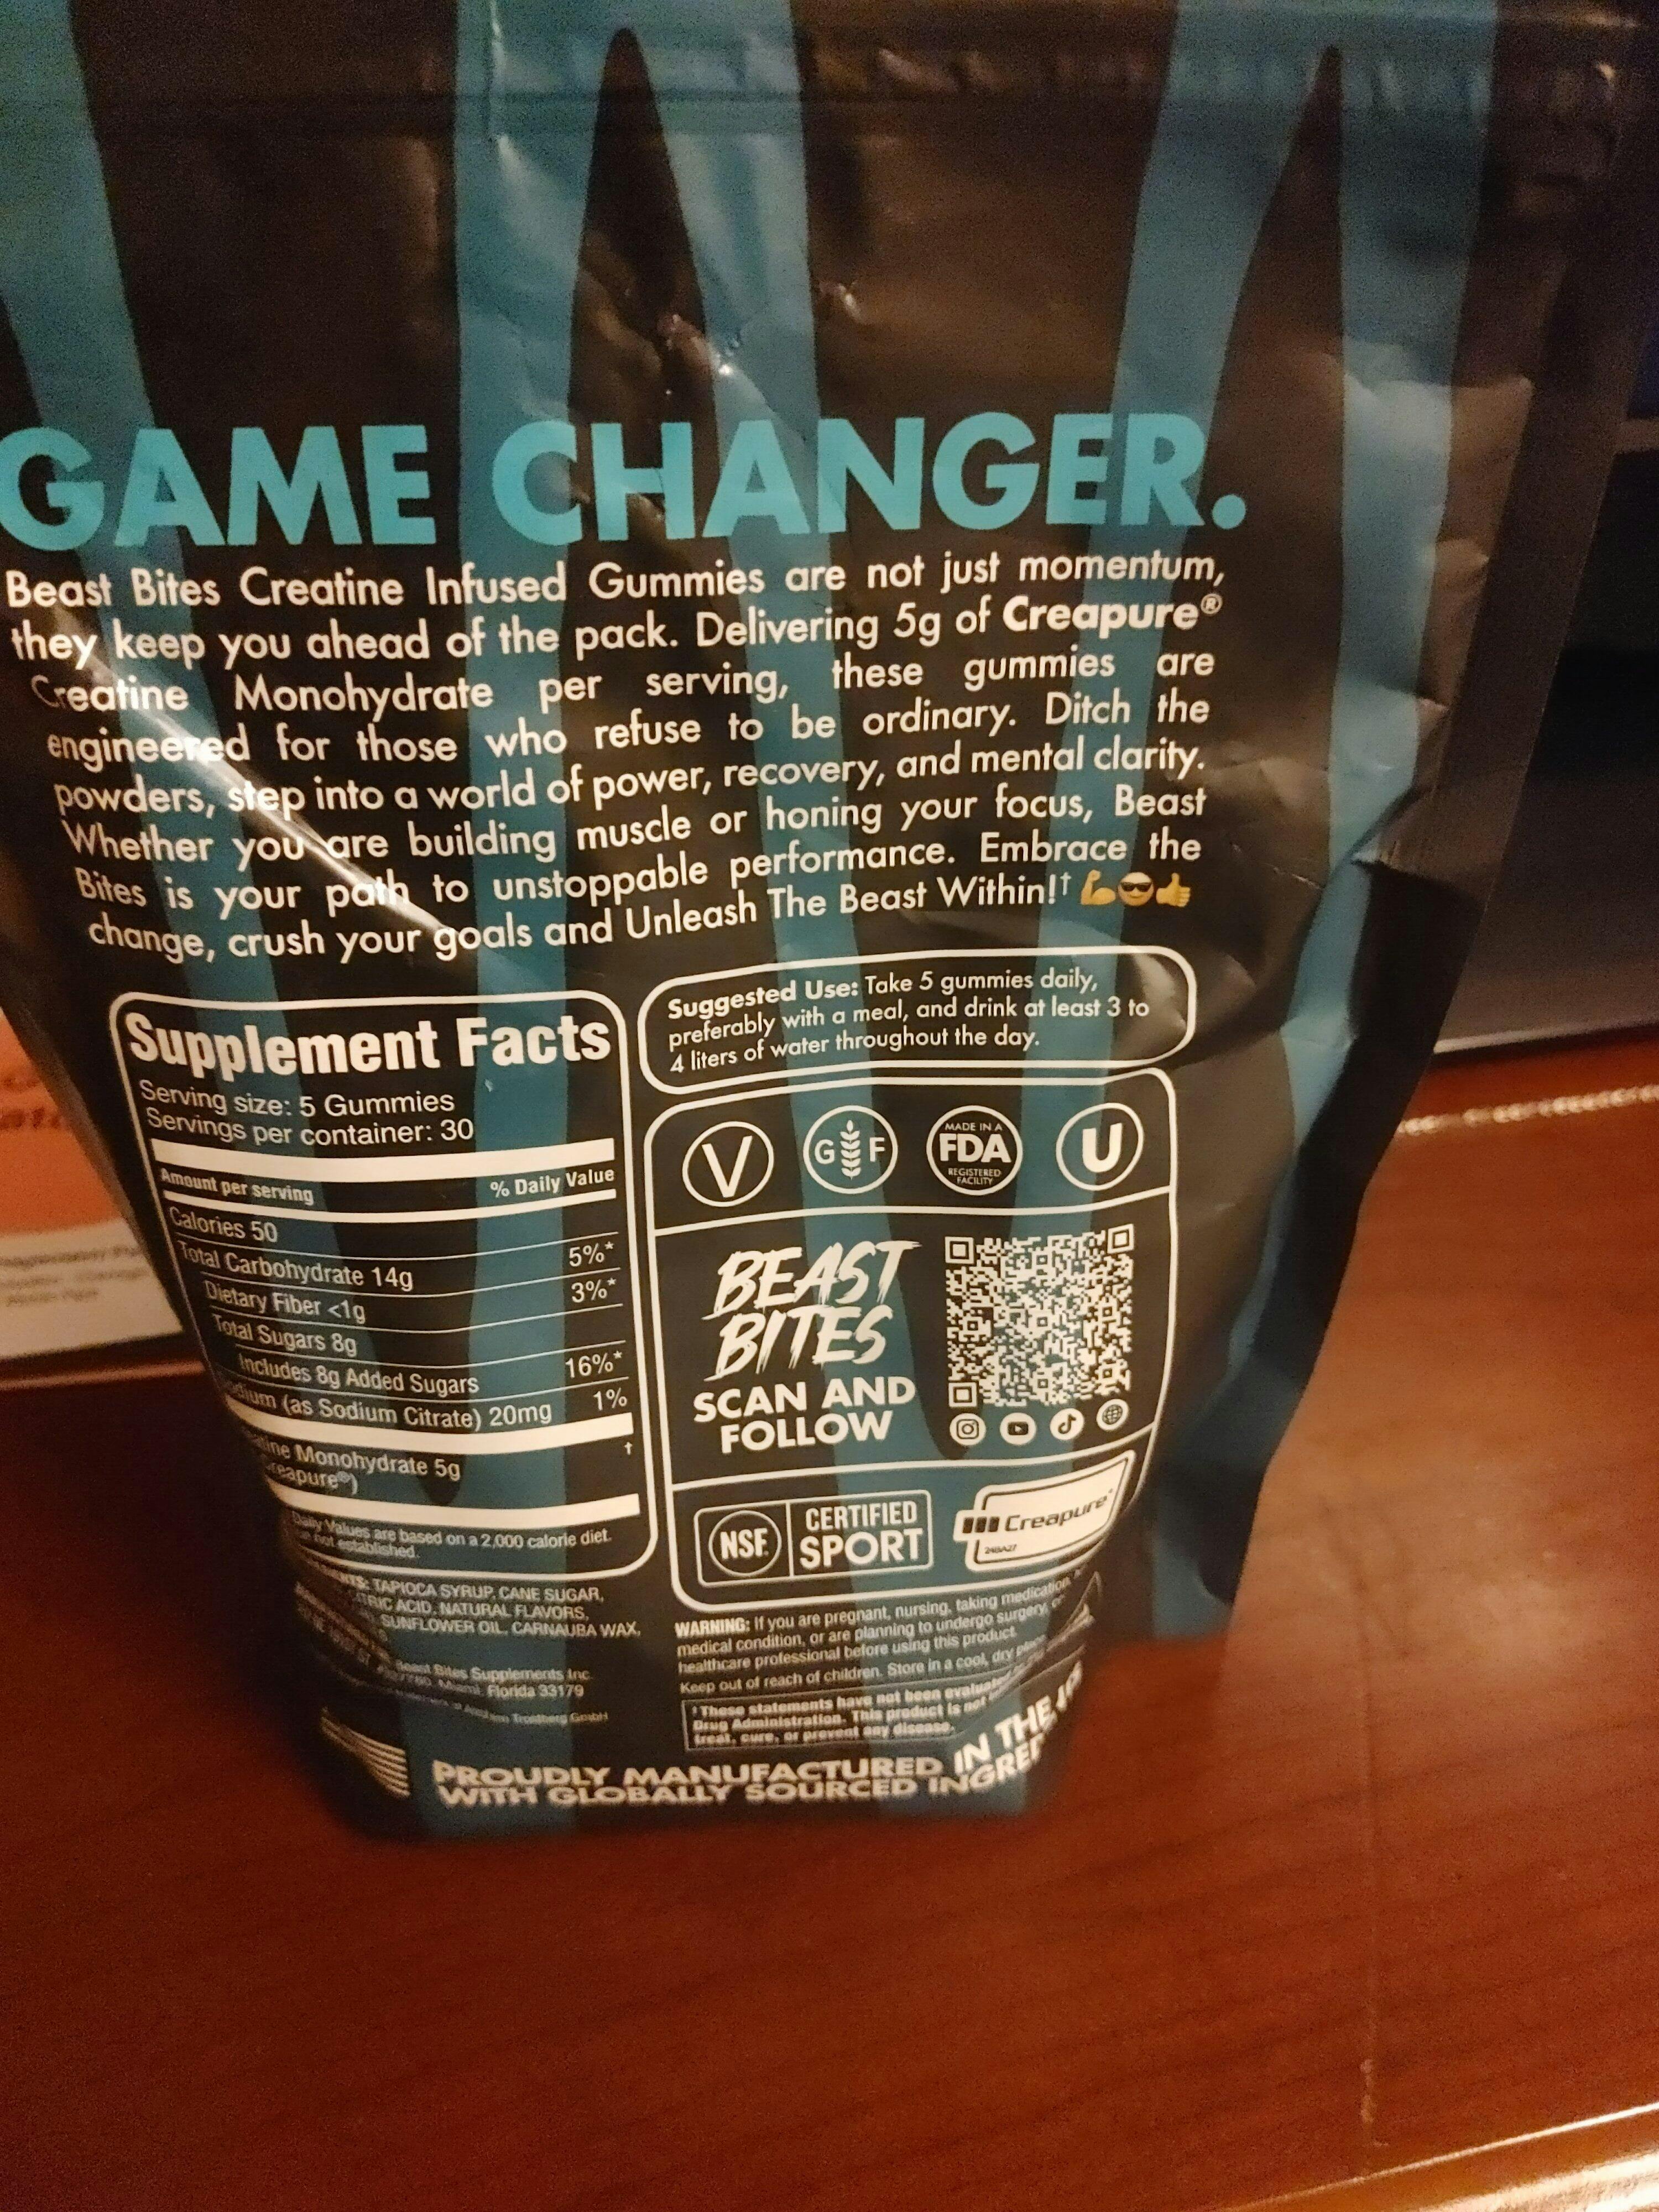 GAME CHANGER.
Beast Bites Creatine Infused Gummies are not just momentum,
they keep you ahead of the pack. Delivering 5g of Creapure®
Creatine Monohydrate per serving, these gummies are
engineered for those who refuse to be ordinary. Ditch the
powders, step into a world of power, recovery, and mental clarity.
Whether you are building muscle or honing your focus, Beast
Bites is your path to unstoppable performance. Embrace the
change, crush your goals and Unleash The Beast Within!† 💪😎👍
Supplement Facts
Serving size: 5 Gummies
Servings per container: 30
Amount per serving % Daily Value
Calories 50
Total Carbohydrate 14g 5%*
Dietary Fiber <1g 3%*
Total Sugars 8g
Includes 8g Added Sugars 16%*
(as Sodium Citrate) 20mg 1%
Monohydrate 5g †
Daily Values are based on a 2,000 calorie diet.
not established.
TAPIOCA SYRUP, CANE SUGAR,
ACID, NATURAL FLAVORS,
SUNFLOWER OIL, CARNAUBA WAX,
Beast Bites Supplements Inc
Miami, Florida 33179
Trostberg GmbH
Suggested Use: Take 5 gummies daily,
preferably with a meal, and drink at least 3 to
4 liters of water throughout the day.
V
G F
MADE IN A
FDA
REGISTERED
FACILITY
U
BEAST
BITES
SCAN AND
FOLLOW
NSF.
CERTIFIED
SPORT
Creapure®
WARNING: If you are pregnant, nursing, taking medication,
medical condition, or are planning to undergo surgery,
healthcare professional before using this product.
Keep out of reach of children. Store in a cool, dry place
† These statements have not been evaluated
Drug Administration. This product is not
treat, cure, or prevent any disease.
PROUDLY MANUFACTURED IN THE
WITH GLOBALLY SOURCED